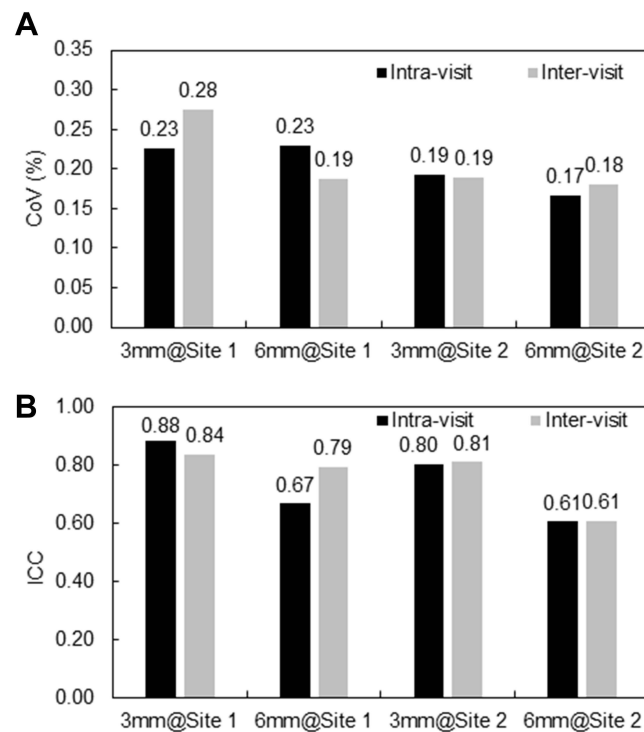 A
0.35
Intra-visit Inter-visit
0.30
0.28
0.25
0.23 0.23
0.20
0.19 0.19 0.19 0.18
0.17
CoV (%)
0.15
0.10
0.05
0.00
3mm@Site 1 6mm@Site 1 3mm@Site 2 6mm@Site 2
B
1.00
Intra-visit Inter-visit
0.88 0.84 0.79 0.80 0.81
0.80
0.67
0.61 0.61
0.60
ICC
0.40
0.20
0.00
3mm@Site 1 6mm@Site 1 3mm@Site 2 6mm@Site 2